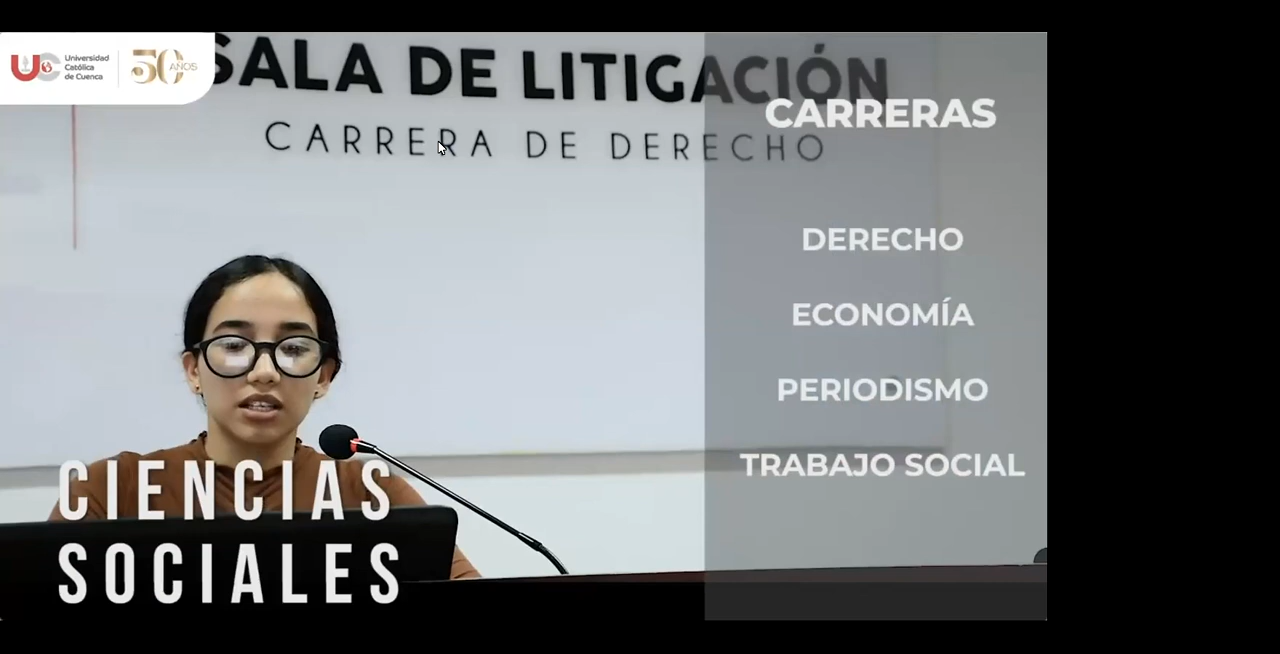 Universidad
Católica
de Cuenca
50 AÑOS
SALA DE LITIGACIÓN
CARRERA DE DERECHO
CARRERAS
DERECHO
ECONOMÍA
PERIODISMO
TRABAJO SOCIAL
CIENCIAS
SOCIALES